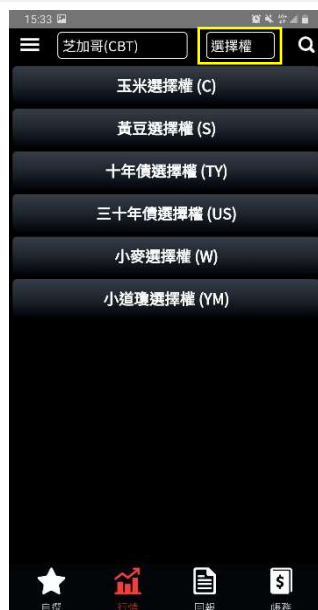 15:33
芝加哥(CBT) 選擇權
玉米選擇權 (C)
黃豆選擇權 (S)
十年債選擇權 (TY)
三十年債選擇權 (US)
小麥選擇權 (W)
小道瓊選擇權 (YM)